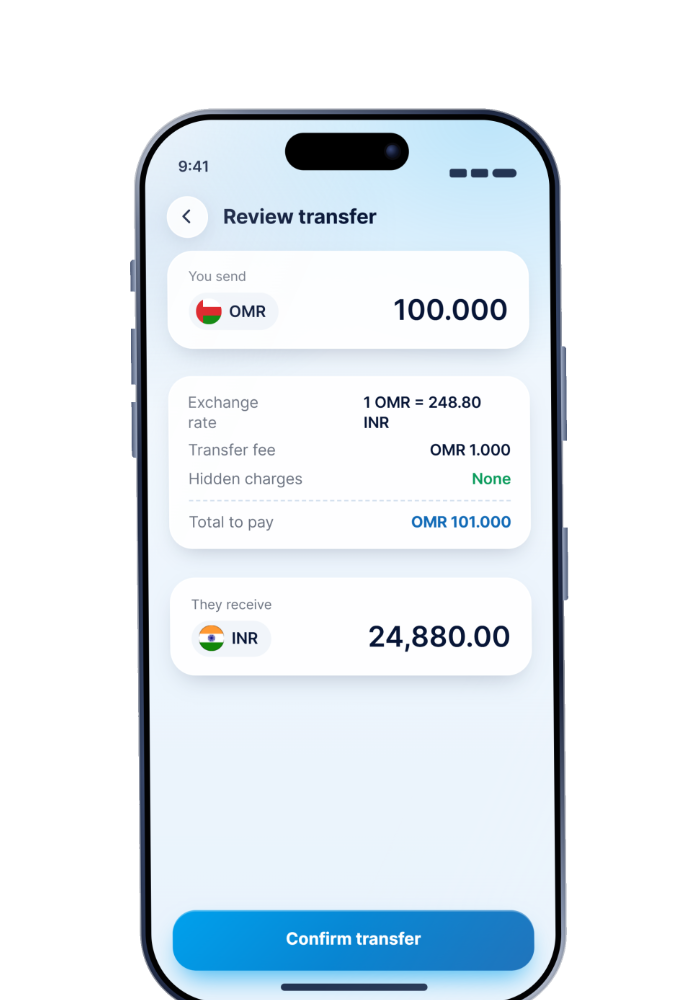 9:41
Review transfer
You send
OMR
100.000
Exchange
rate
1 OMR = 248.80
INR
Transfer fee
OMR 1.000
Hidden charges
None
Total to pay
OMR 101.000
They receive
INR
24,880.00
Confirm transfer